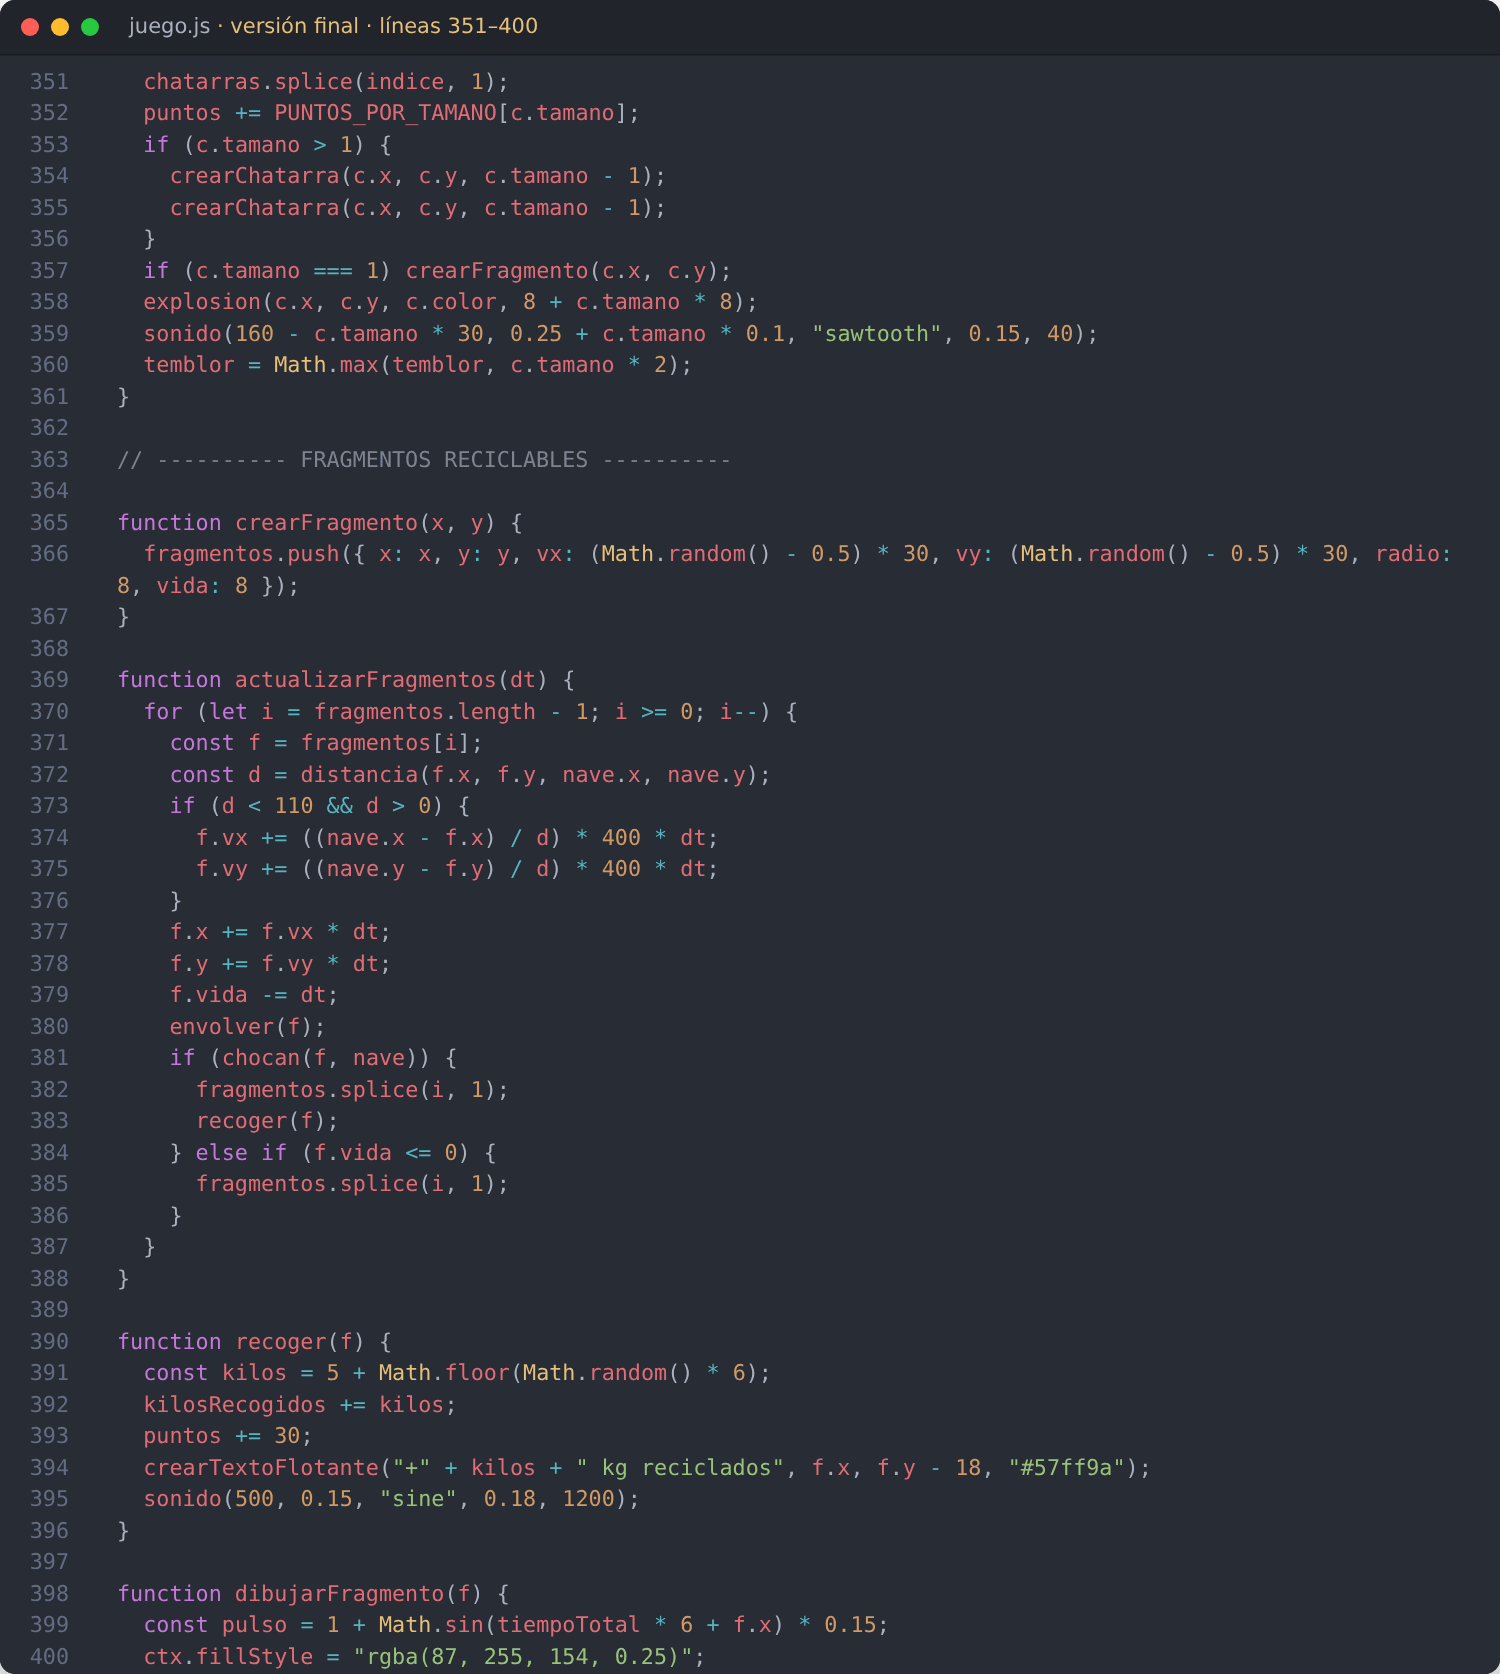 juego.js · versión final · líneas 351–400
351 chatarras.splice(indice, 1);
352 puntos += PUNTOS_POR_TAMANO[c.tamano];
353 if (c.tamano > 1) {
354 crearChatarra(c.x, c.y, c.tamano - 1);
355 crearChatarra(c.x, c.y, c.tamano - 1);
356 }
357 if (c.tamano === 1) crearFragmento(c.x, c.y);
358 explosion(c.x, c.y, c.color, 8 + c.tamano * 8);
359 sonido(160 - c.tamano * 30, 0.25 + c.tamano * 0.1, "sawtooth", 0.15, 40);
360 temblor = Math.max(temblor, c.tamano * 2);
361 }
362
363 // ---------- FRAGMENTOS RECICLABLES ----------
364
365 function crearFragmento(x, y) {
366 fragmentos.push({ x: x, y: y, vx: (Math.random() - 0.5) * 30, vy: (Math.random() - 0.5) * 30, radio:
8, vida: 8 });
367 }
368
369 function actualizarFragmentos(dt) {
370 for (let i = fragmentos.length - 1; i >= 0; i--) {
371 const f = fragmentos[i];
372 const d = distancia(f.x, f.y, nave.x, nave.y);
373 if (d < 110 && d > 0) {
374 f.vx += ((nave.x - f.x) / d) * 400 * dt;
375 f.vy += ((nave.y - f.y) / d) * 400 * dt;
376 }
377 f.x += f.vx * dt;
378 f.y += f.vy * dt;
379 f.vida -= dt;
380 envolver(f);
381 if (chocan(f, nave)) {
382 fragmentos.splice(i, 1);
383 recoger(f);
384 } else if (f.vida <= 0) {
385 fragmentos.splice(i, 1);
386 }
387 }
388 }
389
390 function recoger(f) {
391 const kilos = 5 + Math.floor(Math.random() * 6);
392 kilosRecogidos += kilos;
393 puntos += 30;
394 crearTextoFlotante("+" + kilos + " kg reciclados", f.x, f.y - 18, "#57ff9a");
395 sonido(500, 0.15, "sine", 0.18, 1200);
396 }
397
398 function dibujarFragmento(f) {
399 const pulso = 1 + Math.sin(tiempoTotal * 6 + f.x) * 0.15;
400 ctx.fillStyle = "rgba(87, 255, 154, 0.25)";